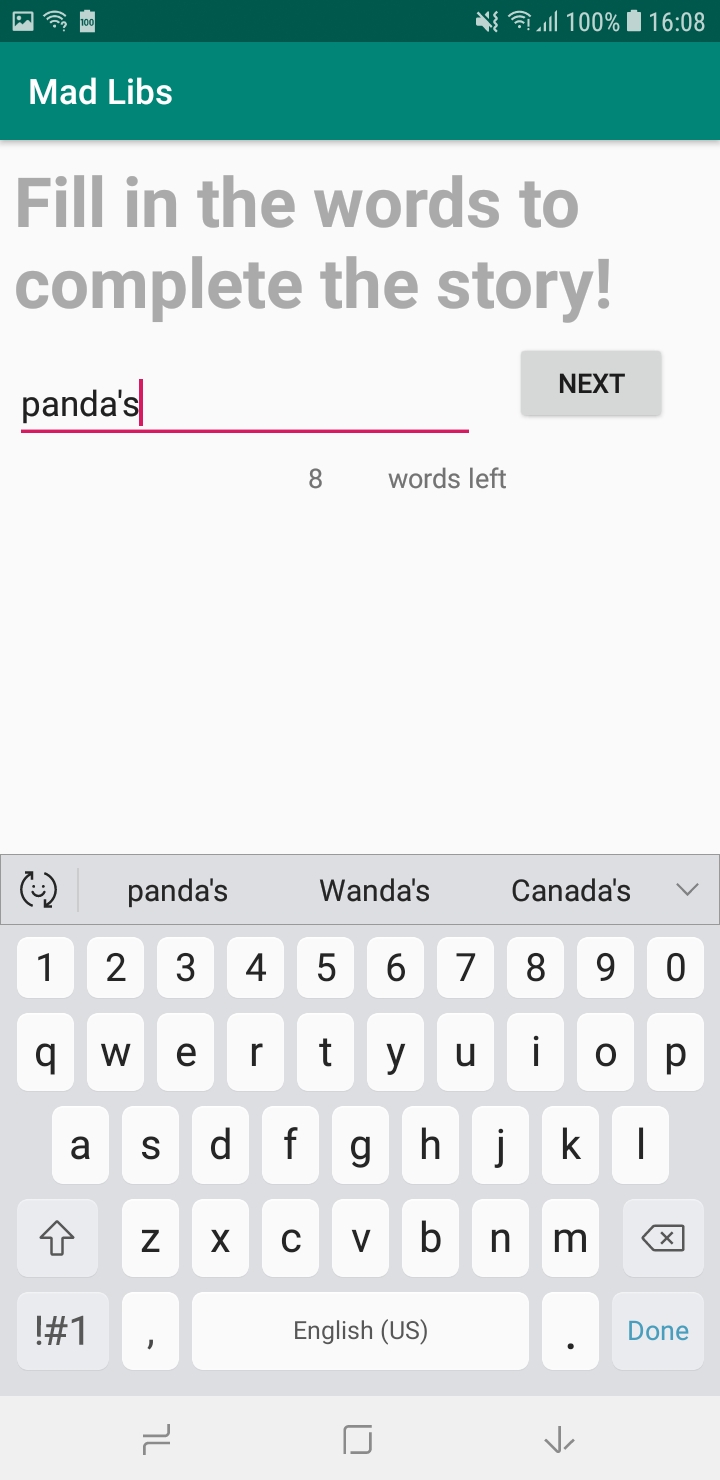 100 100% 16:08
Mad Libs
Fill in the words to
complete the story!
panda's
NEXT
8 words left
panda's Wanda's Canada's
1 2 3 4 5 6 7 8 9 0
q w e r t y u i o p
a s d f g h j k l
z x c v b n m
!#1 , English (US) . Done